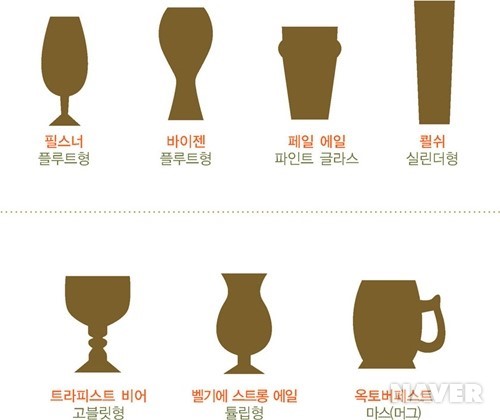 필스너
플루트형
바이젠
플루트형
페일 에일
파인트 글라스
쾰쉬
실린더형
트라피스트 비어
고블릿형
벨기에 스트롱 에일
튤립형
옥토버페스트
마스(머그)
NAVER